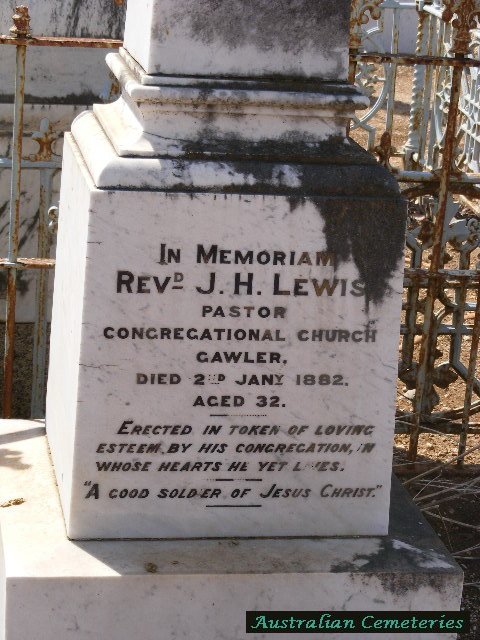 IN MEMORIAM
REVD J. H. LEWIS
PASTOR
CONGREGATIONAL CHURCH
GAWLER.
DIED 2ND JANY 1882.
AGED 32.
ERECTED IN TOKEN OF LOVING
ESTEEM, BY HIS CONGREGATION, IN
WHOSE HEARTS HE YET LIVES.
"A GOOD SOLDIER OF JESUS CHRIST."
Australian Cemeteries